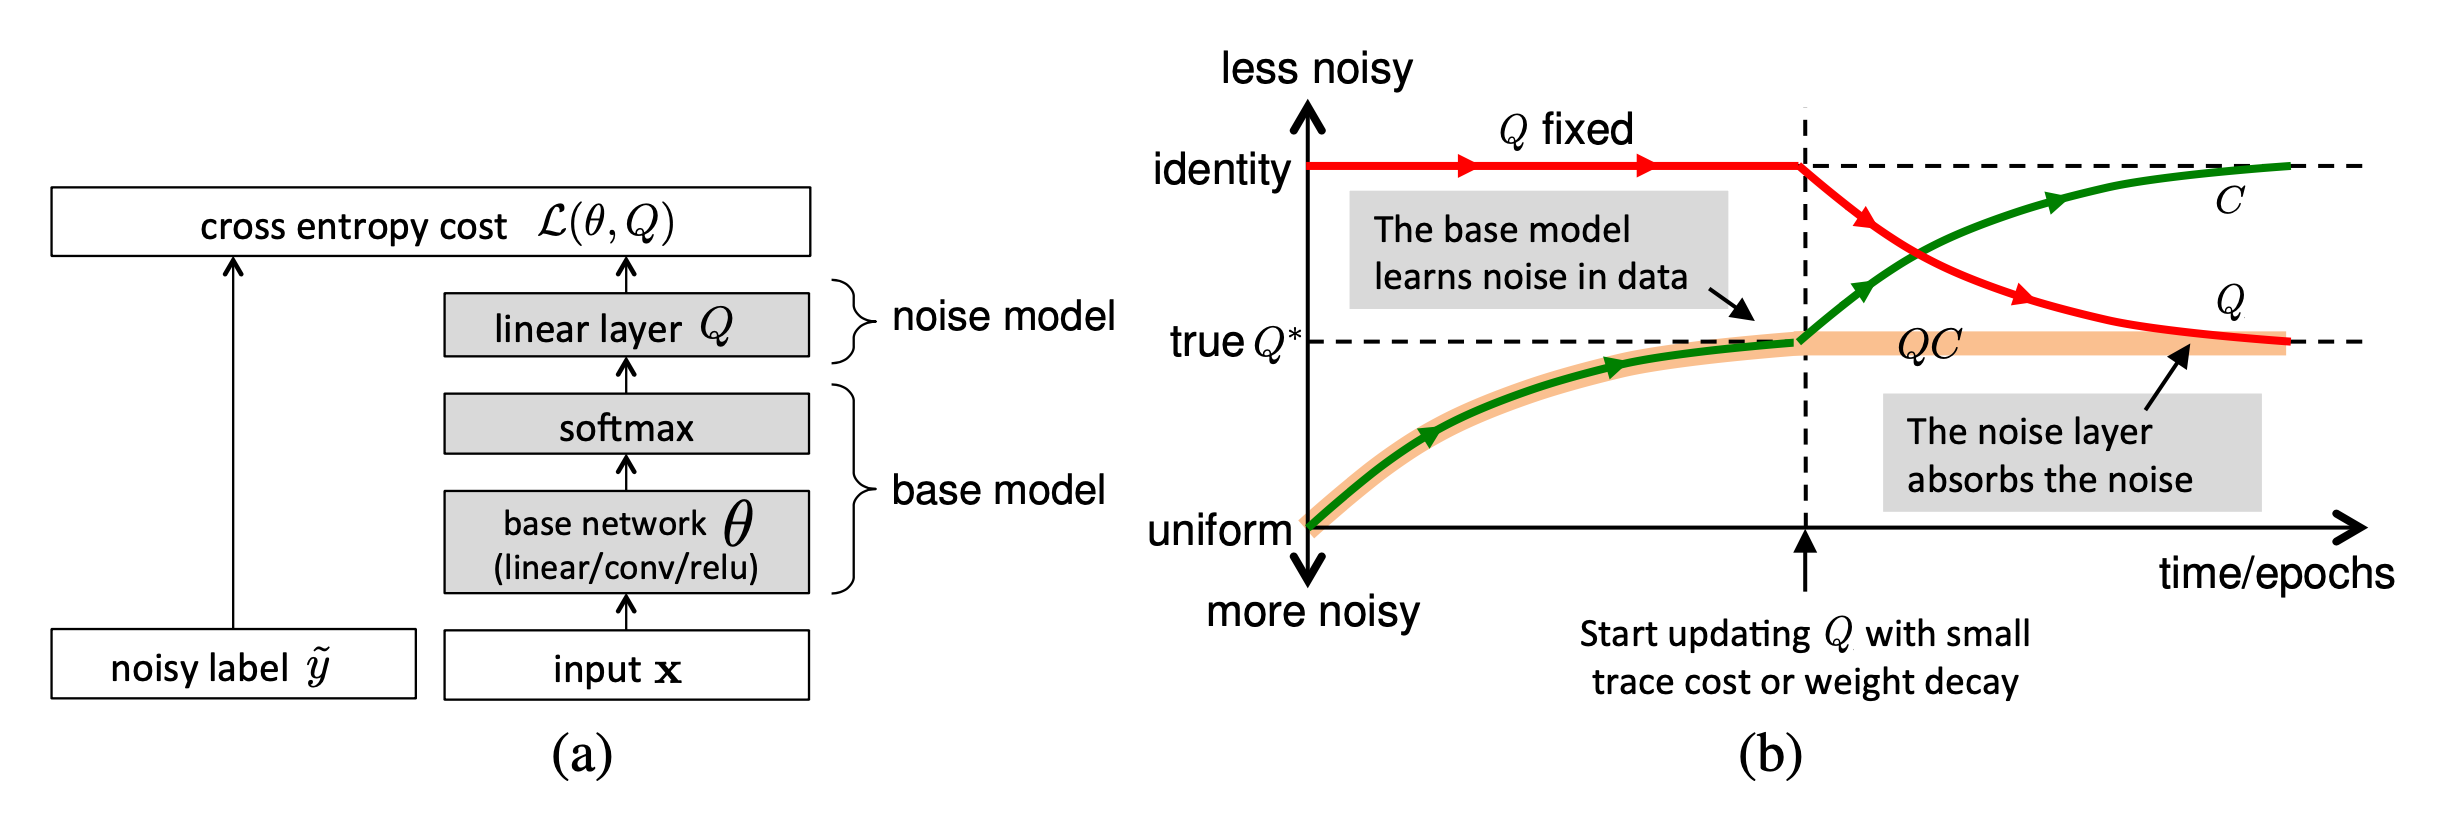 cross entropy cost ℒ(θ, Q)
linear layer Q
noise model
softmax
base model
base network θ
(linear/conv/relu)
noisy label ỹ
input x
(a)
less noisy
Q fixed
identity
C
The base model
learns noise in data
Q
true Q*
QC
The noise layer
absorbs the noise
uniform
time/epochs
more noisy
Start updating Q with small
trace cost or weight decay
(b)